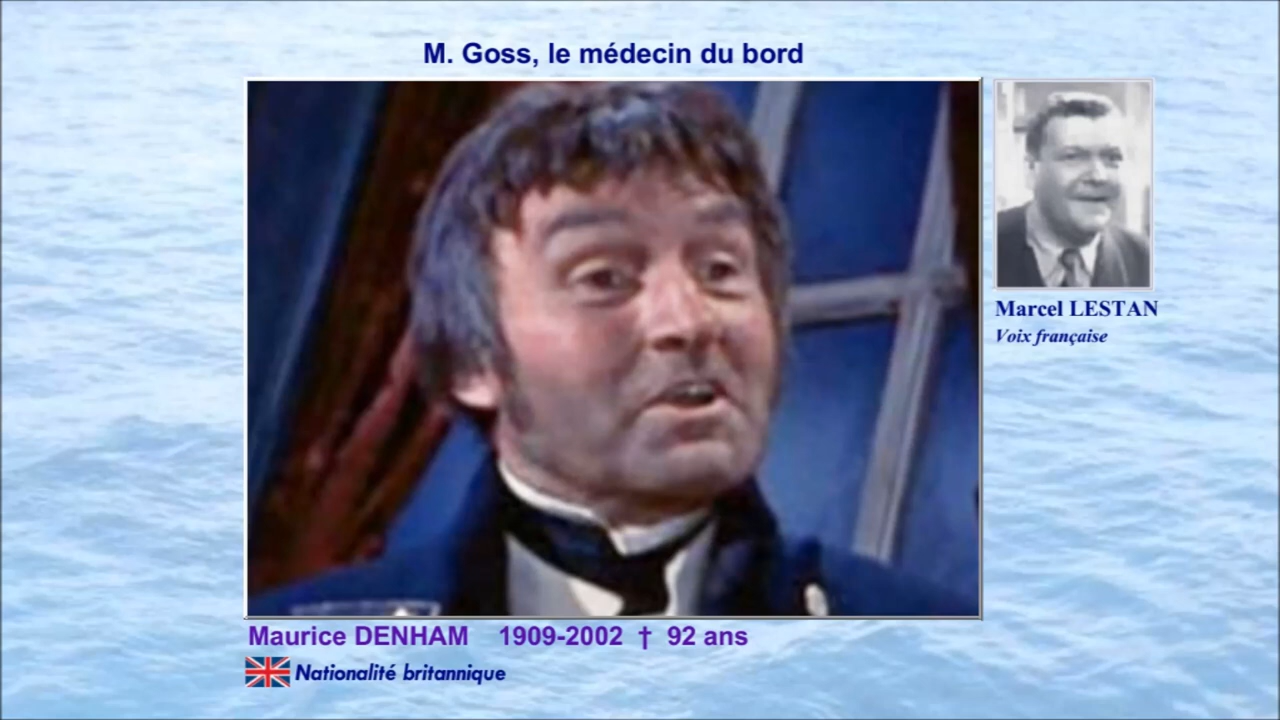 M. Goss, le médecin du bord
Marcel LESTAN
Voix française
Maurice DENHAM 1909-2002 † 92 ans
Nationalité britannique